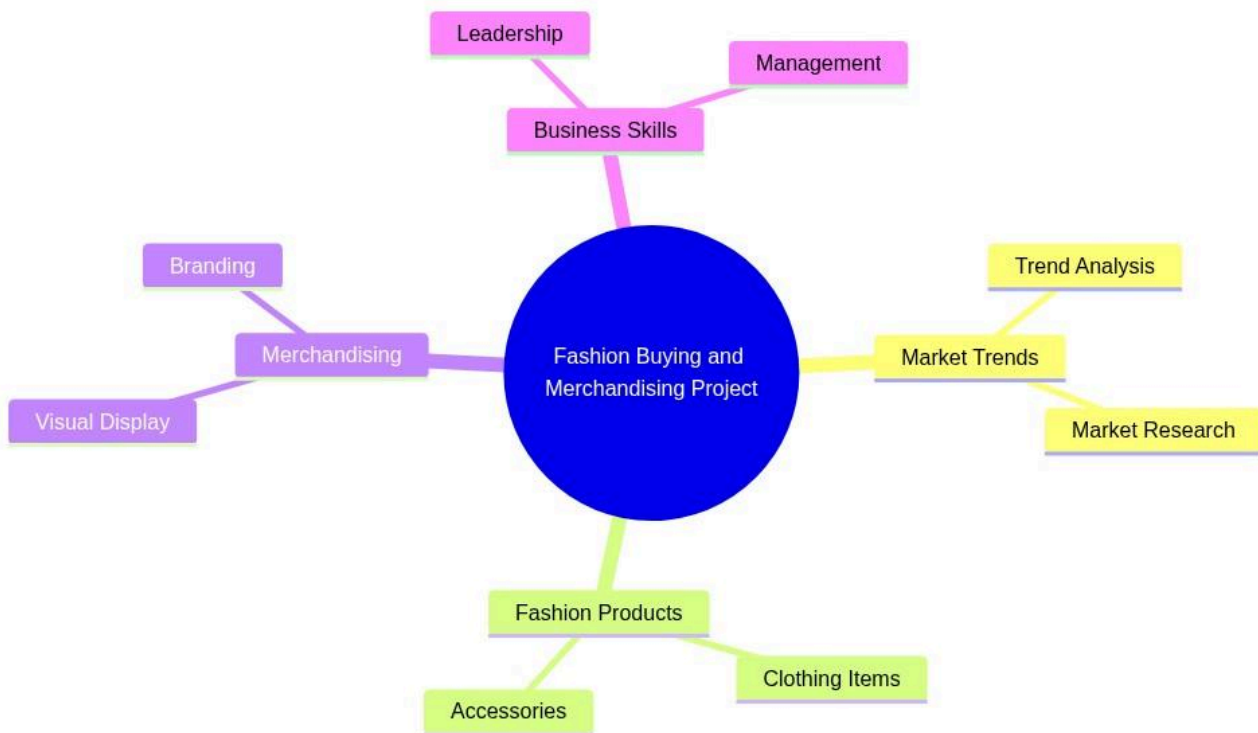 Leadership
Management
Business Skills
Branding
Trend Analysis
Merchandising
Fashion Buying and
Merchandising Project
Market Trends
Visual Display
Market Research
Fashion Products
Clothing Items
Accessories